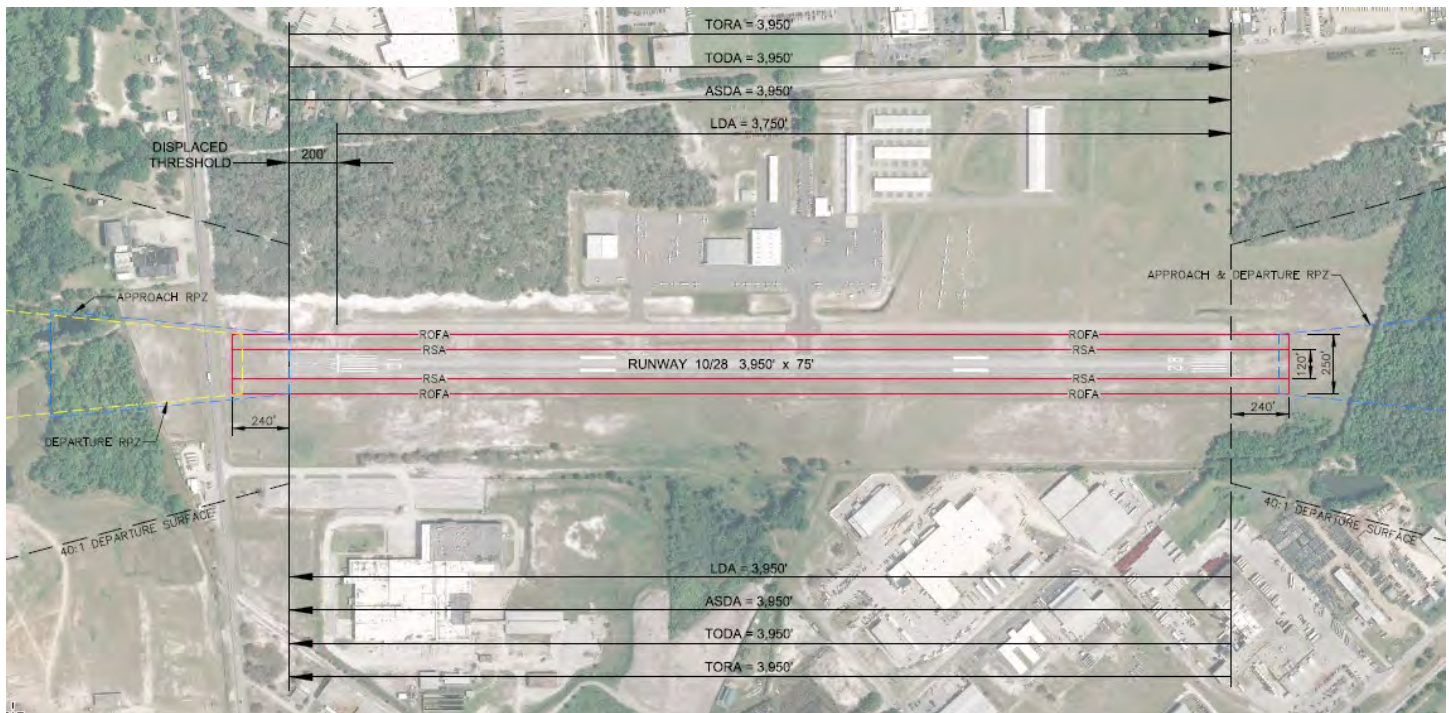 TORA = 3,950'
TODA = 3,950'
ASDA = 3,950'
LDA = 3,750'
DISPLACED
THRESHOLD
200'
APPROACH & DEPARTURE RPZ
APPROACH RPZ
ROFA
ROFA
RSA
RSA
RUNWAY 10/28 3,950' x 75'
10
28
120'
250'
RSA
RSA
ROFA
ROFA
240'
240'
DEPARTURE RPZ
40:1 DEPARTURE SURFACE
40:1 DEPARTURE SURFACE
LDA = 3,950'
ASDA = 3,950'
TODA = 3,950'
TORA = 3,950'